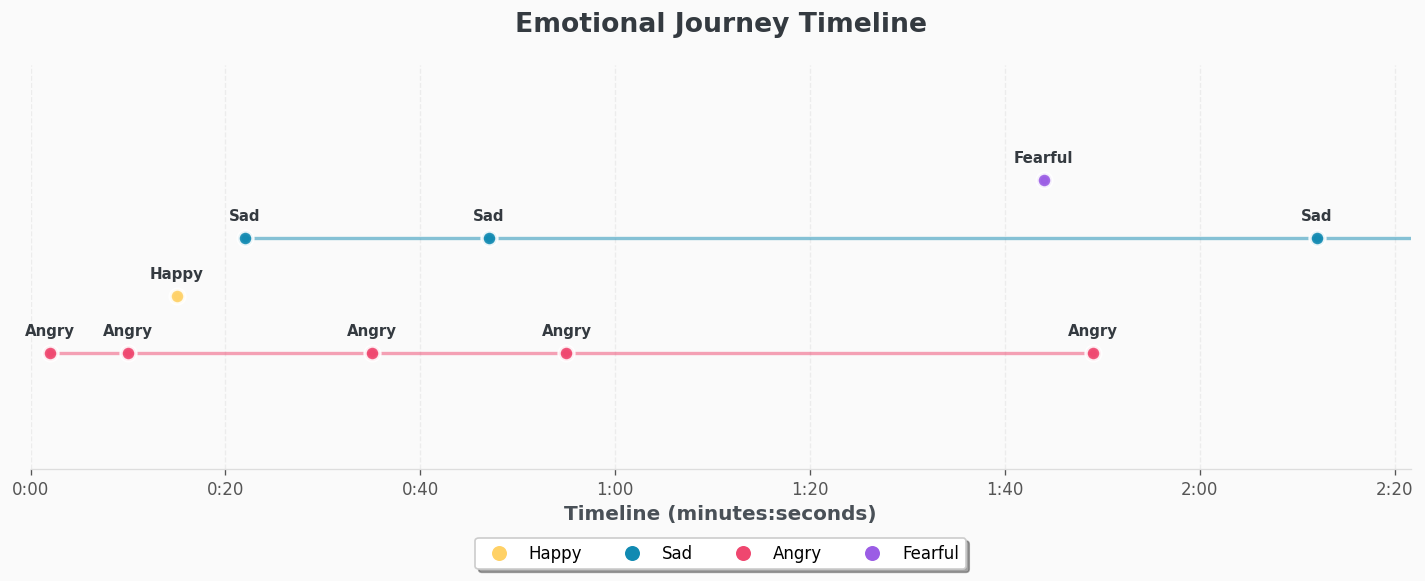 Emotional Journey Timeline
Fearful
Sad Sad Sad
Happy
Angry Angry Angry Angry Angry
0:00 0:20 0:40 1:00 1:20 1:40 2:00 2:20
Timeline (minutes:seconds)
Happy Sad Angry Fearful